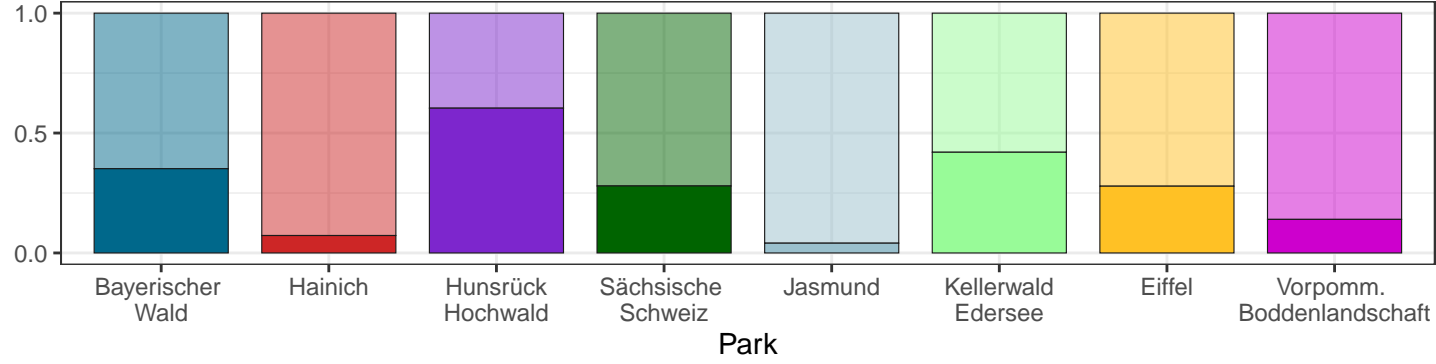 1.0
0.5
0.0
Bayerischer Wald
Hainich
Hunsrück Hochwald
Sächsische Schweiz
Jasmund
Kellerwald Edersee
Eiffel
Vorpomm. Boddenlandschaft
Park